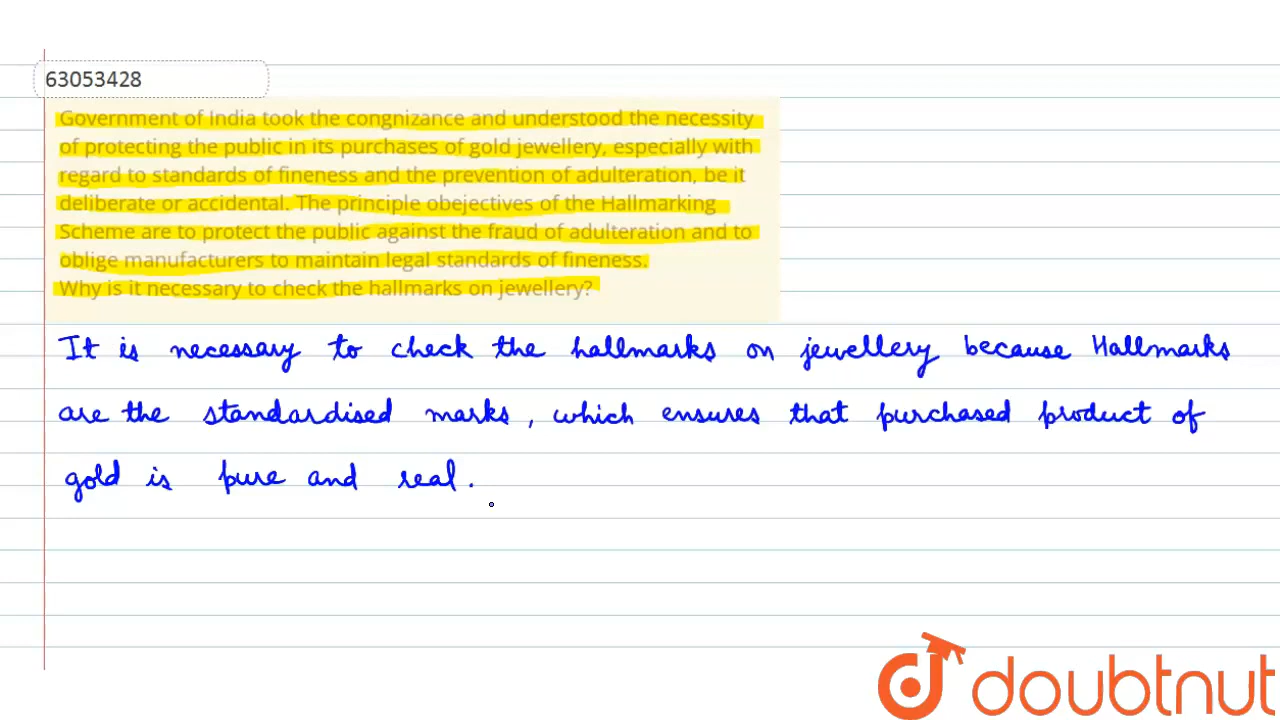 63053428
Government of India took the congnizance and understood the necessity
of protecting the public in its purchases of gold jewellery, especially with
regard to standards of fineness and the prevention of adulteration, be it
deliberate or accidental. The principle obejectives of the Hallmarking
Scheme are to protect the public against the fraud of adulteration and to
oblige manufacturers to maintain legal standards of fineness.
Why is it necessary to check the hallmarks on jewellery?
It is necessary to check the hallmarks on jewellery because Hallmarks
are the standardised marks, which ensures that purchased product of
gold is pure and real.
doubtnut